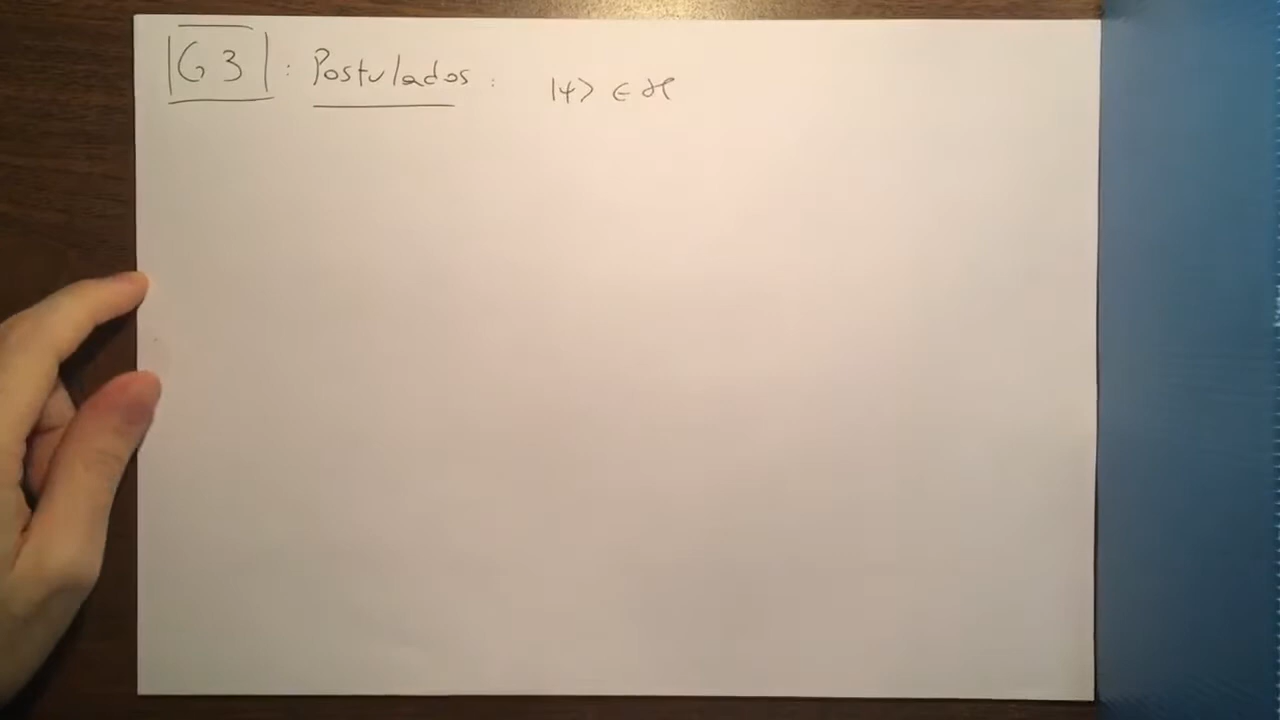 G3 : Postulados : |ψ> ∈ ℋ